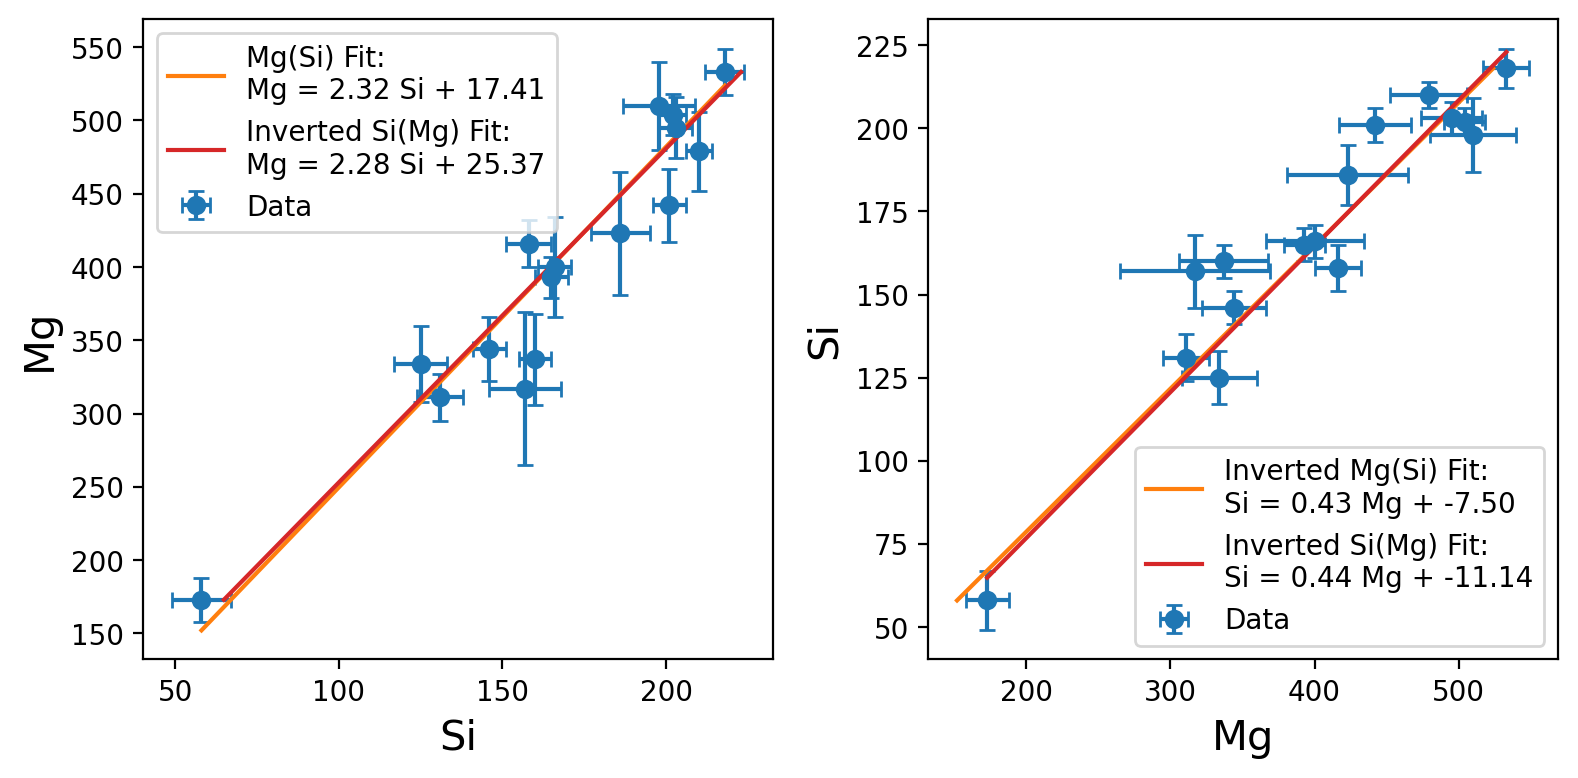 Mg(Si) Fit:
Mg = 2.32 Si + 17.41
Inverted Si(Mg) Fit:
Mg = 2.28 Si + 25.37
Data
550
500
450
400
350
300
250
200
150
Mg
50
100
150
200
Si
225
200
175
150
125
100
75
50
Si
Inverted Mg(Si) Fit:
Si = 0.43 Mg + -7.50
Inverted Si(Mg) Fit:
Si = 0.44 Mg + -11.14
Data
200
300
400
500
Mg